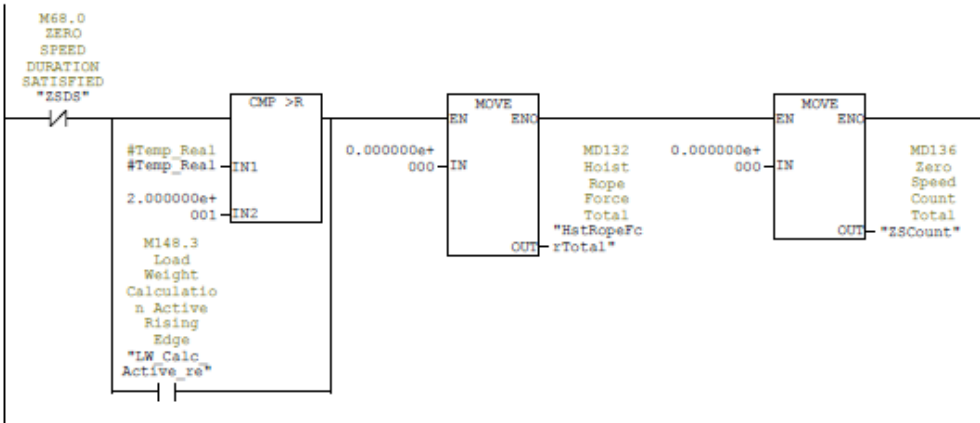 M68.0
ZERO
SPEED
DURATION
SATISFIED
"ZSDS"
CMP >R
#Temp_Real
#Temp_Real
IN1
2.000000e+
001
IN2
M148.3
Load
Weight
Calculatio
n Active
Rising
Edge
"LW_Calc_
Active_re"
MOVE
EN ENO
0.000000e+
000
IN
MD132
Hoist
Rope
Force
Total
"HstRopeFc
rTotal"
OUT
MOVE
EN ENO
0.000000e+
000
IN
MD136
Zero
Speed
Count
Total
"ZSCount"
OUT